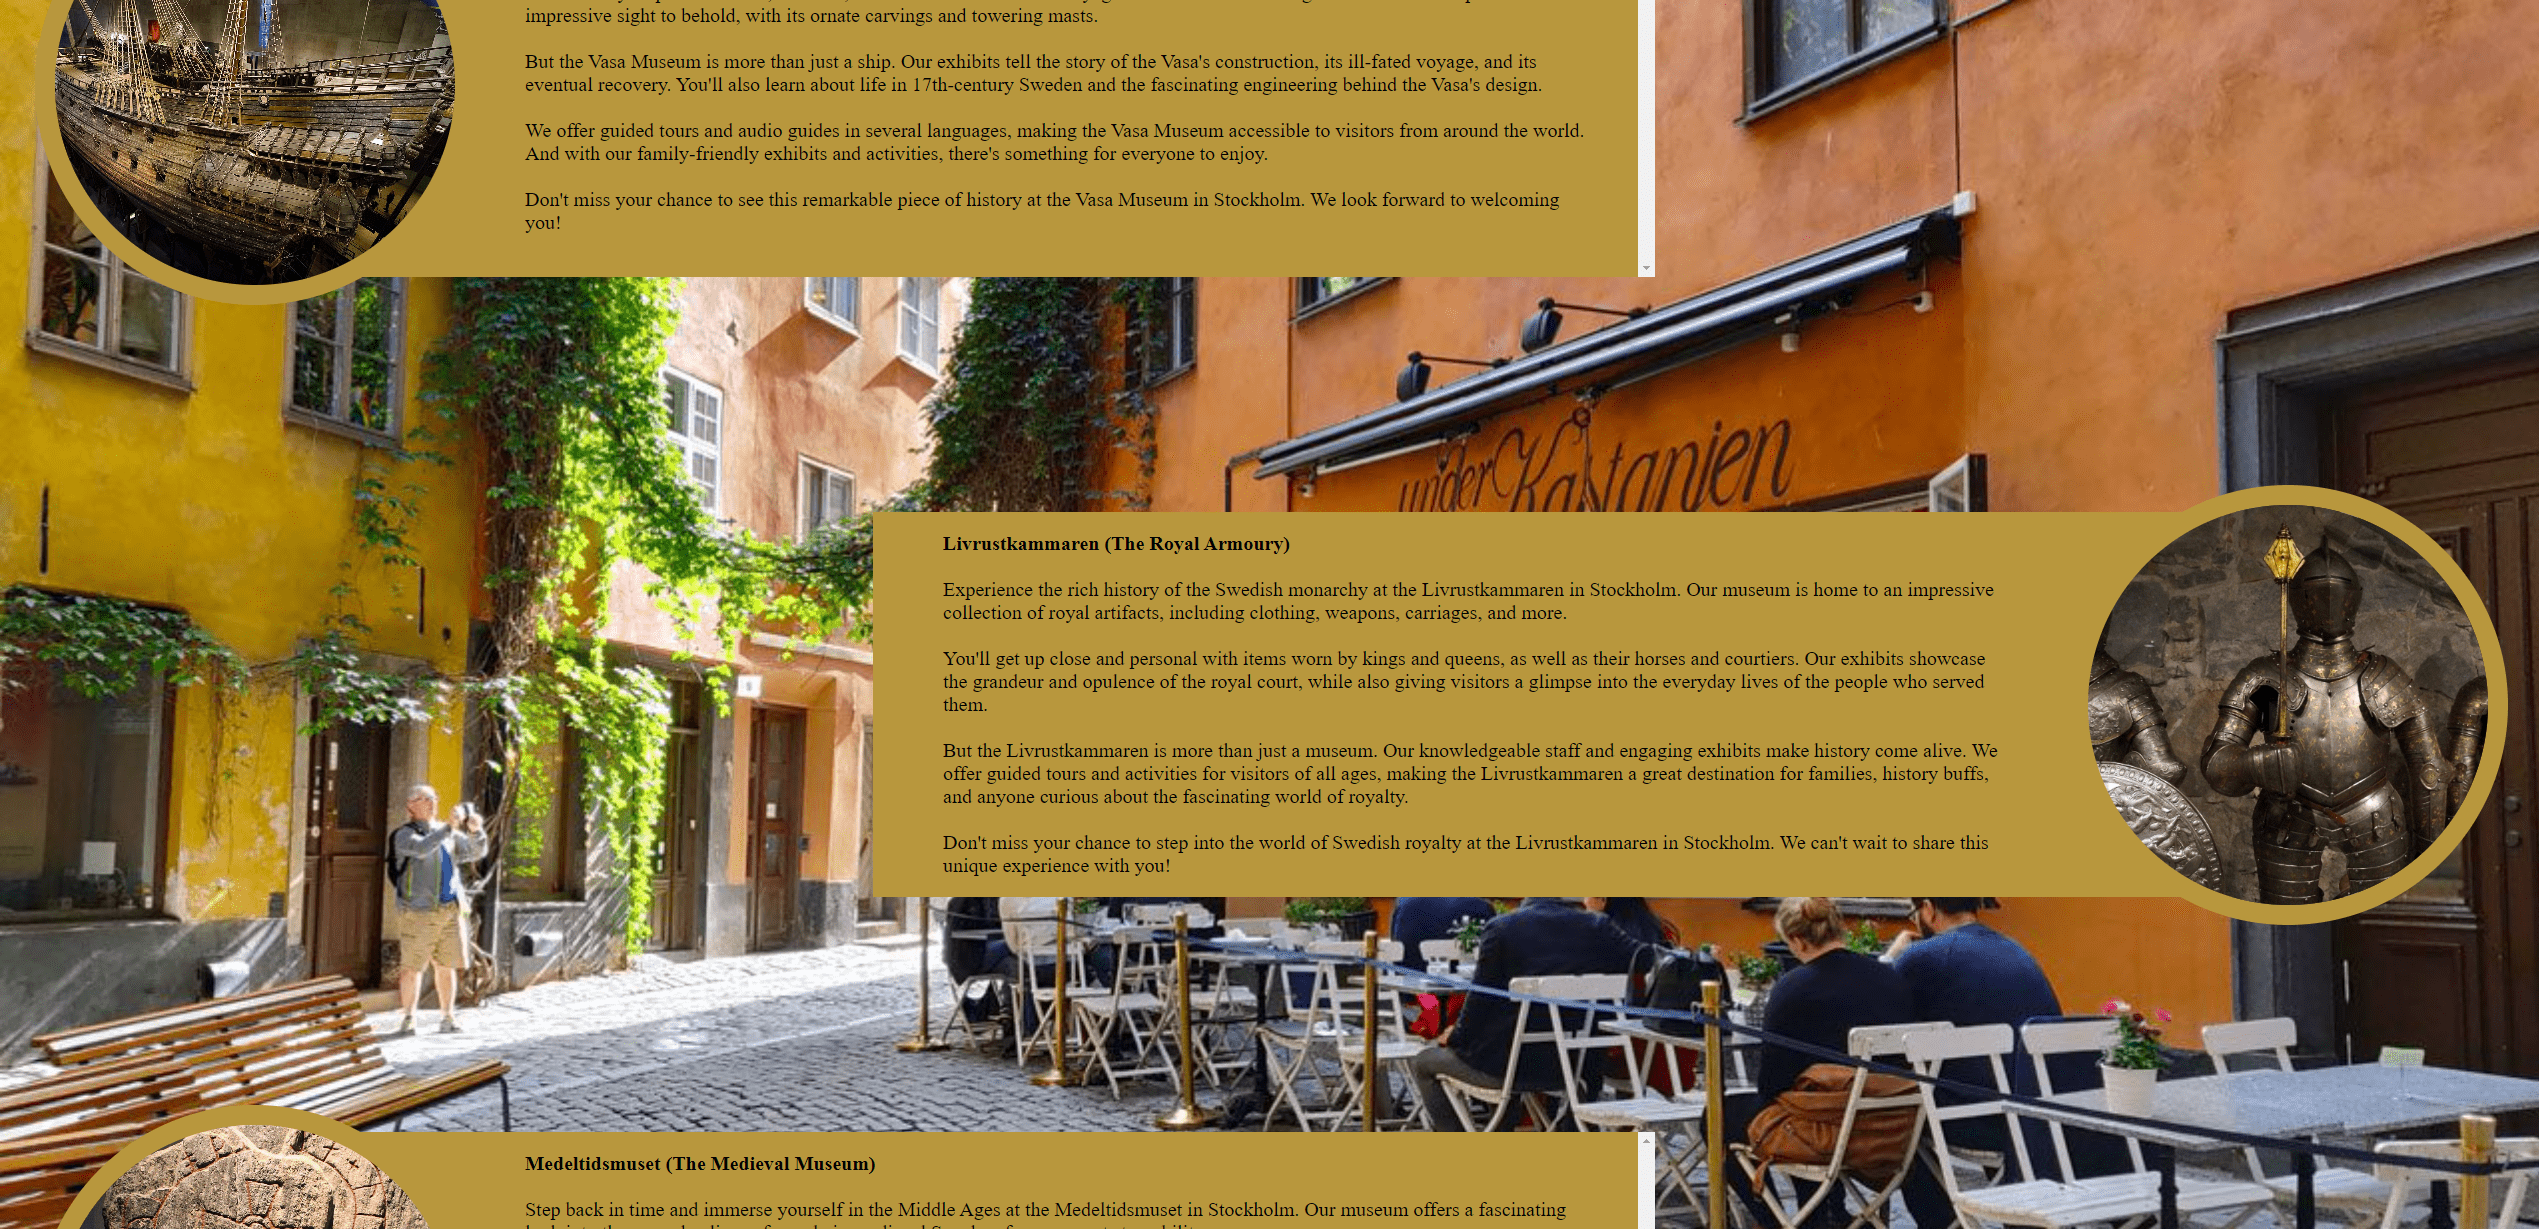 impressive sight to behold, with its ornate carvings and towering masts.
But the Vasa Museum is more than just a ship. Our exhibits tell the story of the Vasa's construction, its ill-fated voyage, and its
eventual recovery. You'll also learn about life in 17th-century Sweden and the fascinating engineering behind the Vasa's design.
We offer guided tours and audio guides in several languages, making the Vasa Museum accessible to visitors from around the world.
And with our family-friendly exhibits and activities, there's something for everyone to enjoy.
Don't miss your chance to see this remarkable piece of history at the Vasa Museum in Stockholm. We look forward to welcoming
you!
under Kastanjen
Livrustkammaren (The Royal Armoury)
Experience the rich history of the Swedish monarchy at the Livrustkammaren in Stockholm. Our museum is home to an impressive
collection of royal artifacts, including clothing, weapons, carriages, and more.
You'll get up close and personal with items worn by kings and queens, as well as their horses and courtiers. Our exhibits showcase
the grandeur and opulence of the royal court, while also giving visitors a glimpse into the everyday lives of the people who served
them.
But the Livrustkammaren is more than just a museum. Our knowledgeable staff and engaging exhibits make history come alive. We
offer guided tours and activities for visitors of all ages, making the Livrustkammaren a great destination for families, history buffs,
and anyone curious about the fascinating world of royalty.
Don't miss your chance to step into the world of Swedish royalty at the Livrustkammaren in Stockholm. We can't wait to share this
unique experience with you!
Medeltidsmuset (The Medieval Museum)
Step back in time and immerse yourself in the Middle Ages at the Medeltidsmuset in Stockholm. Our museum offers a fascinating